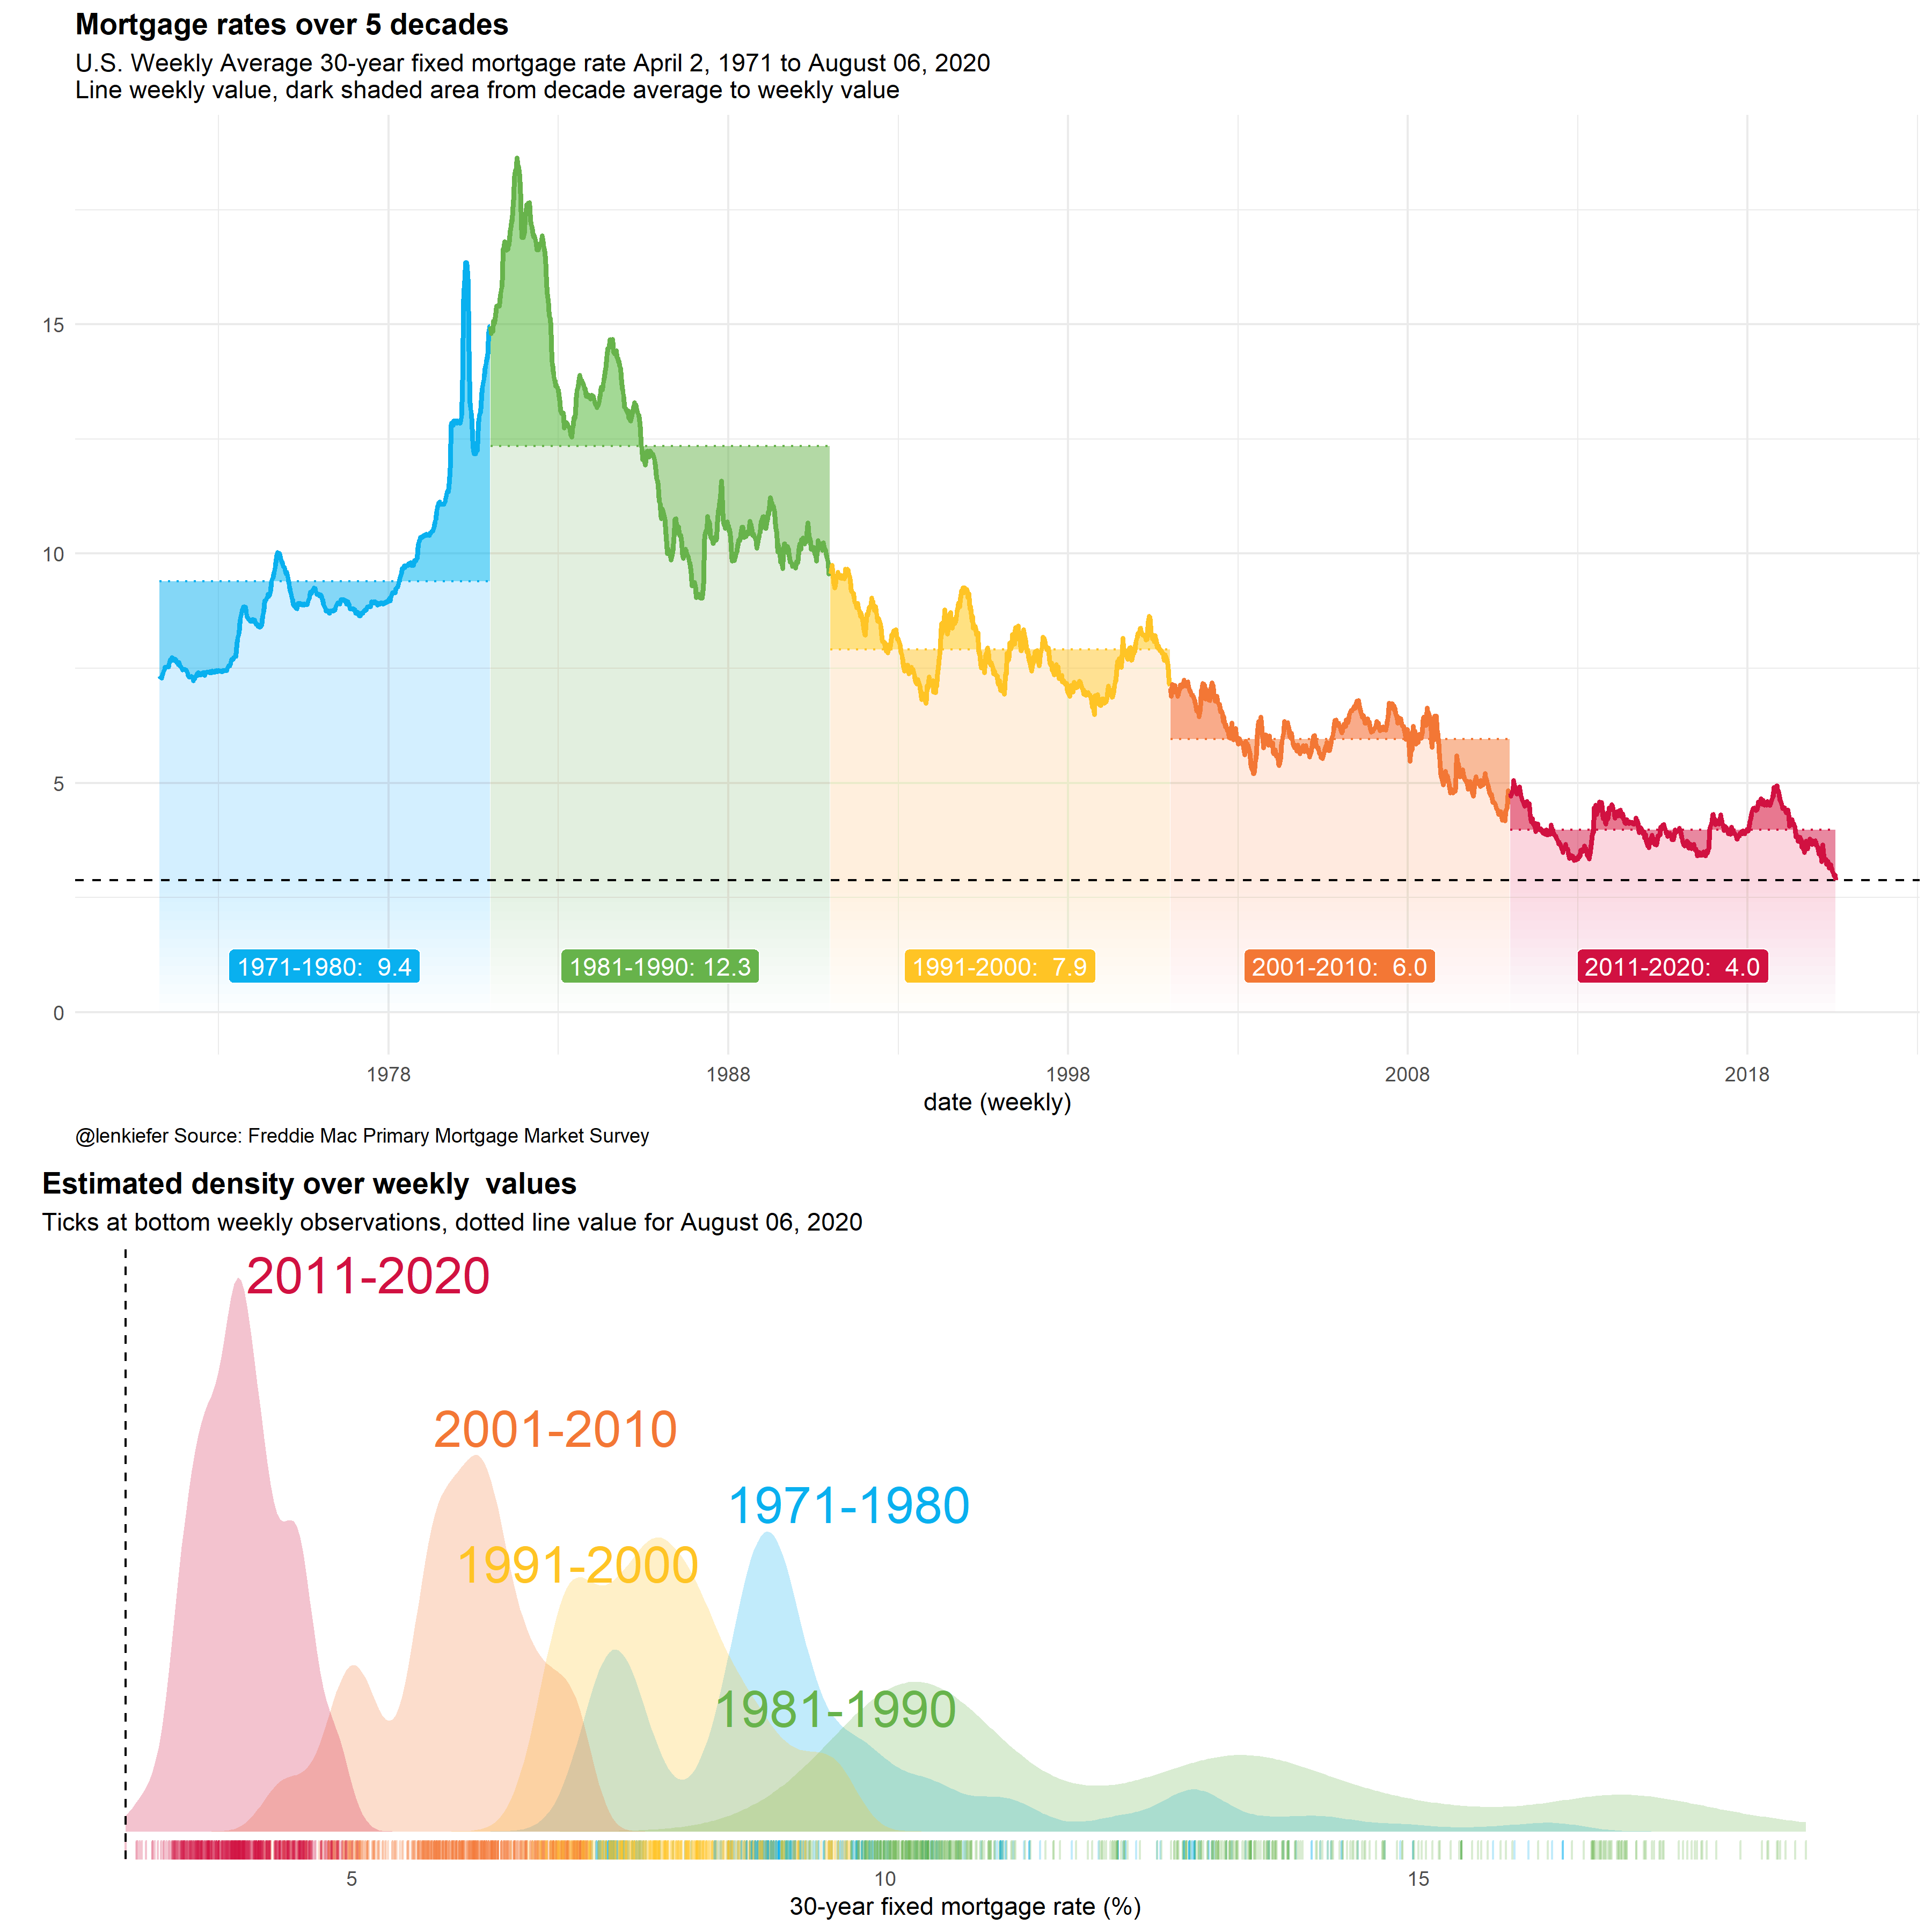 Mortgage rates over 5 decades
U.S. Weekly Average 30-year fixed mortgage rate April 2, 1971 to August 06, 2020
Line weekly value, dark shaded area from decade average to weekly value
15
10
5
0
1971-1980:  9.4
1981-1990: 12.3
1991-2000:  7.9
2001-2010:  6.0
2011-2020:  4.0
1978
1988
1998
2008
2018
date (weekly)
@lenkiefer Source: Freddie Mac Primary Mortgage Market Survey
Estimated density over weekly  values
Ticks at bottom weekly observations, dotted line value for August 06, 2020
2011-2020
2001-2010
1971-1980
1991-2000
1981-1990
5
10
15
30-year fixed mortgage rate (%)